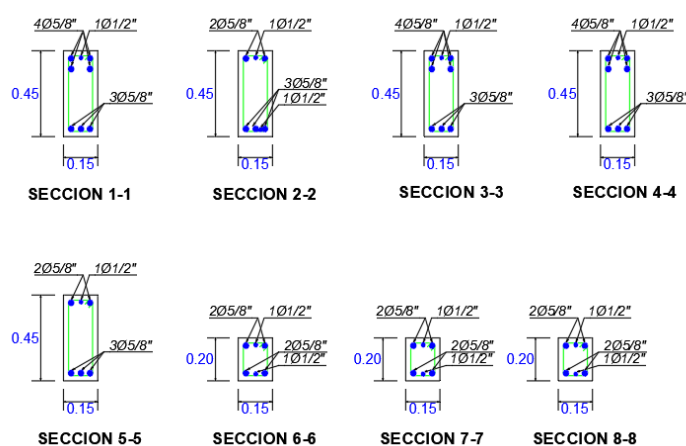 4Ø5/8" 1Ø1/2"
0.45
3Ø5/8"
0.15
SECCION 1-1
2Ø5/8" 1Ø1/2"
0.45
3Ø5/8"
1Ø1/2"
0.15
SECCION 2-2
4Ø5/8" 1Ø1/2"
0.45
3Ø5/8"
0.15
SECCION 3-3
4Ø5/8" 1Ø1/2"
0.45
3Ø5/8"
0.15
SECCION 4-4
2Ø5/8" 1Ø1/2"
0.45
3Ø5/8"
0.15
SECCION 5-5
2Ø5/8" 1Ø1/2"
0.20
2Ø5/8"
1Ø1/2"
0.15
SECCION 6-6
2Ø5/8" 1Ø1/2"
0.20
2Ø5/8"
1Ø1/2"
0.15
SECCION 7-7
2Ø5/8" 1Ø1/2"
0.20
2Ø5/8"
1Ø1/2"
0.15
SECCION 8-8